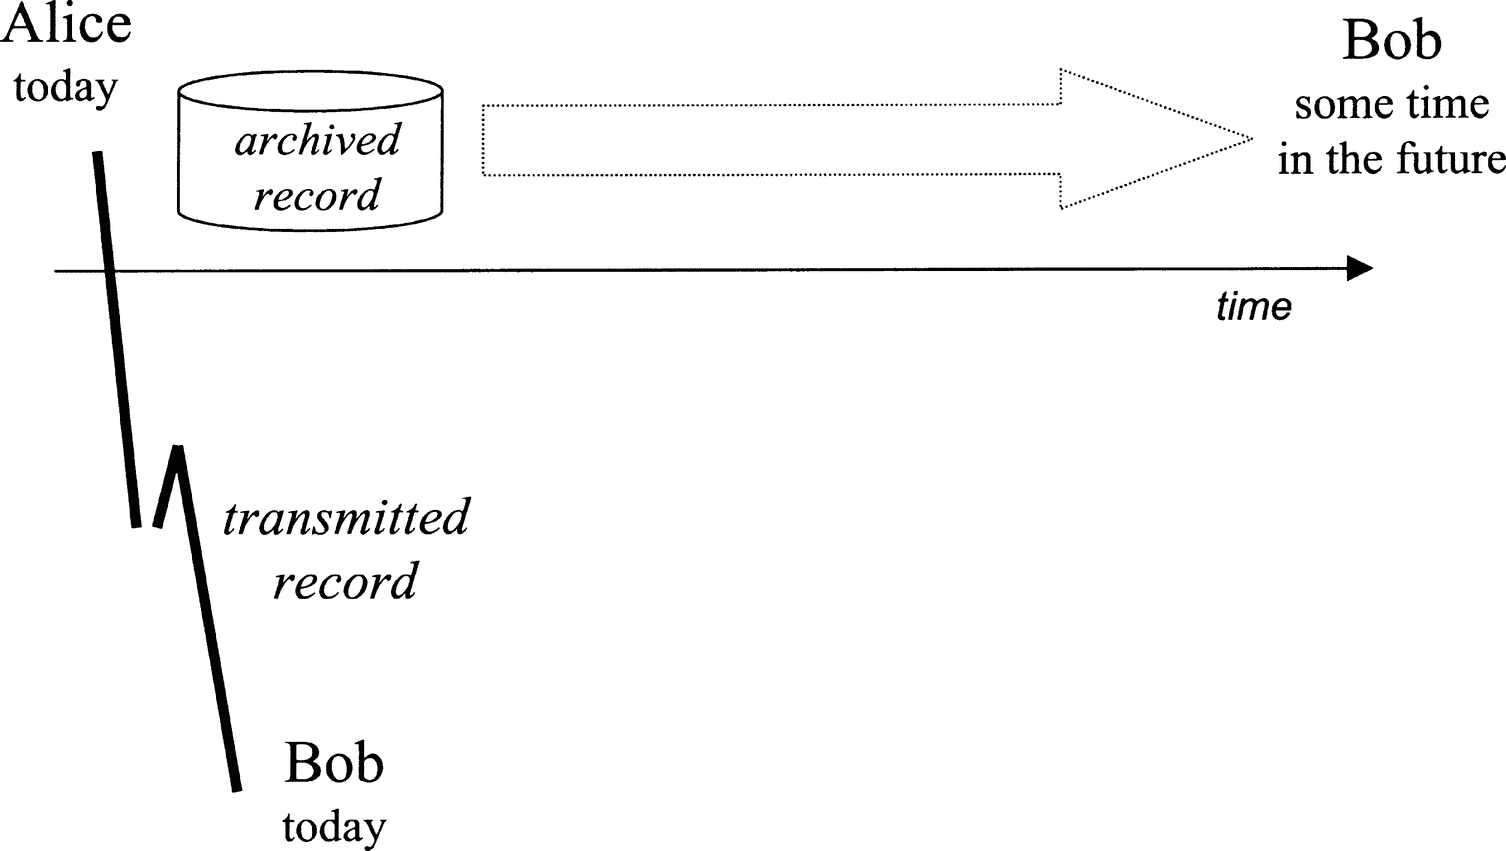 Alice
today
archived
record
Bob
some time
in the future
time
transmitted
record
Bob
today